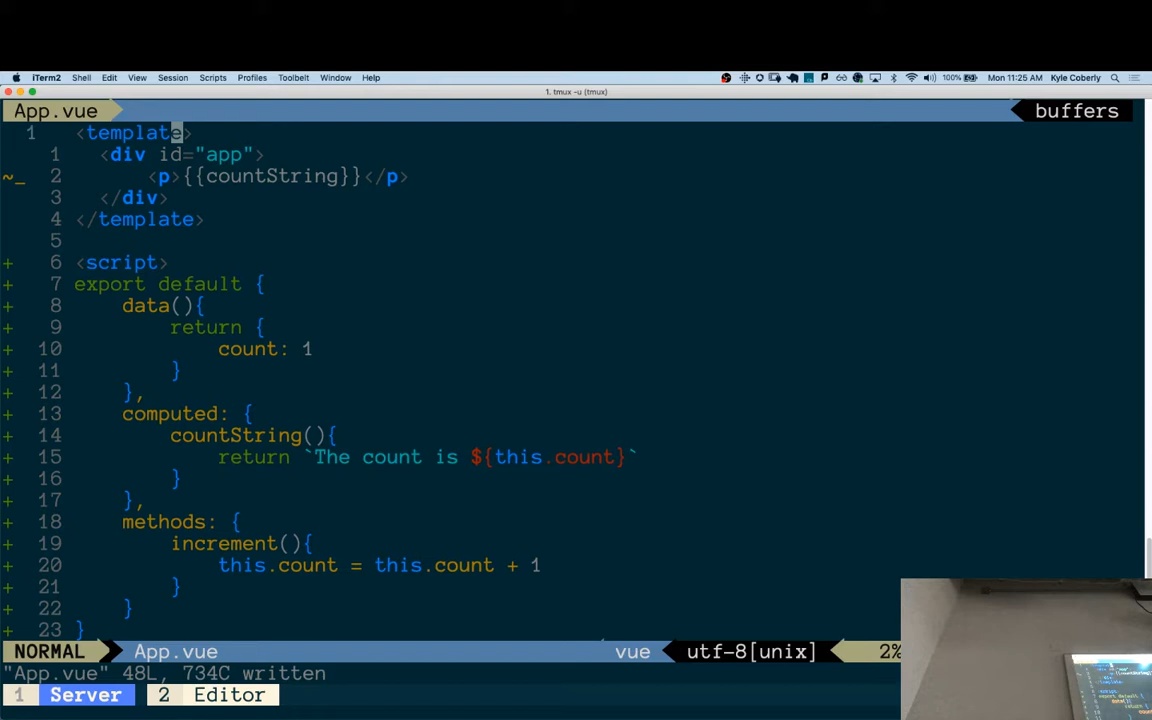 iTerm2 Shell Edit View Session Scripts Profiles Toolbelt Window Help 100% Mon 11:25 AM Kyle Coberly
1. tmux -u (tmux)
App.vue buffers
1 <template>
1 <div id="app">
~_ 2 <p>{{countString}}</p>
3 </div>
4 </template>
5
+ 6 <script>
+ 7 export default {
+ 8 data(){
+ 9 return {
+ 10 count: 1
+ 11 }
+ 12 },
+ 13 computed: {
+ 14 countString(){
+ 15 return `The count is ${this.count}`
+ 16 }
+ 17 },
+ 18 methods: {
+ 19 increment(){
+ 20 this.count = this.count + 1
+ 21 }
+ 22 }
+ 23 }
NORMAL App.vue vue utf-8[unix] 2%
"App.vue" 48L, 734C written
1 Server 2 Editor